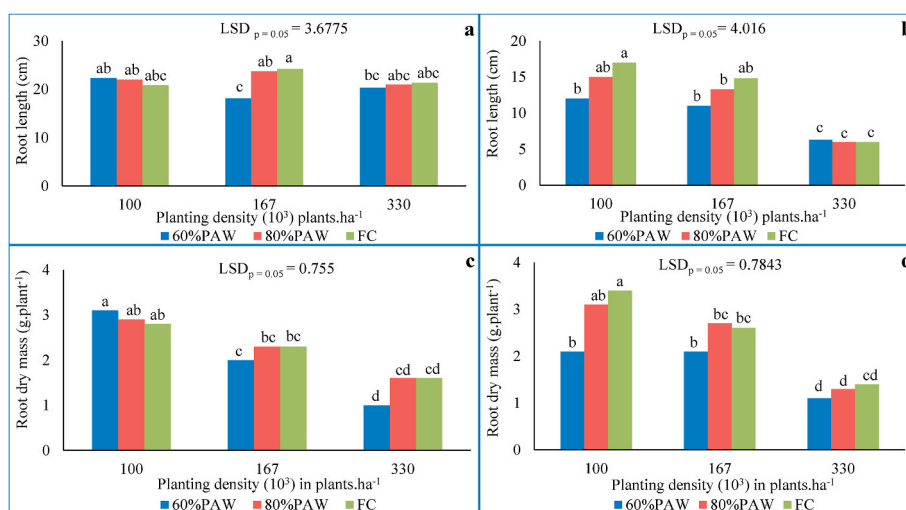 LSD p = 0.05 = 3.6775
a
Root length (cm)
30
20
10
0
ab ab abc
c a a
bc abc abc
100 167 330
Planting density (10³) plants.ha⁻¹
60%PAW 80%PAW FC
LSD p = 0.05 = 4.016
b
Root length (cm)
20
15
10
5
0
b ab a
b b ab
c c c
100 167 330
Planting density (10³) plants.ha⁻¹
60%PAW 80%PAW FC
LSD p = 0.05 = 0.755
c
Root dry mass (g.plant⁻¹)
4
3
2
1
0
a ab ab
c bc bc
d cd cd
100 167 330
Planting density (10³) in plants.ha⁻¹
60%PAW 80%PAW FC
LSD p = 0.05 = 0.7843
Root dry mass (g.plant⁻¹)
4
3
2
1
0
b ab a
b bc bc
d d cd
100 167 330
Planting density (10³) in plants.ha⁻¹
60%PAW 80%PAW FC